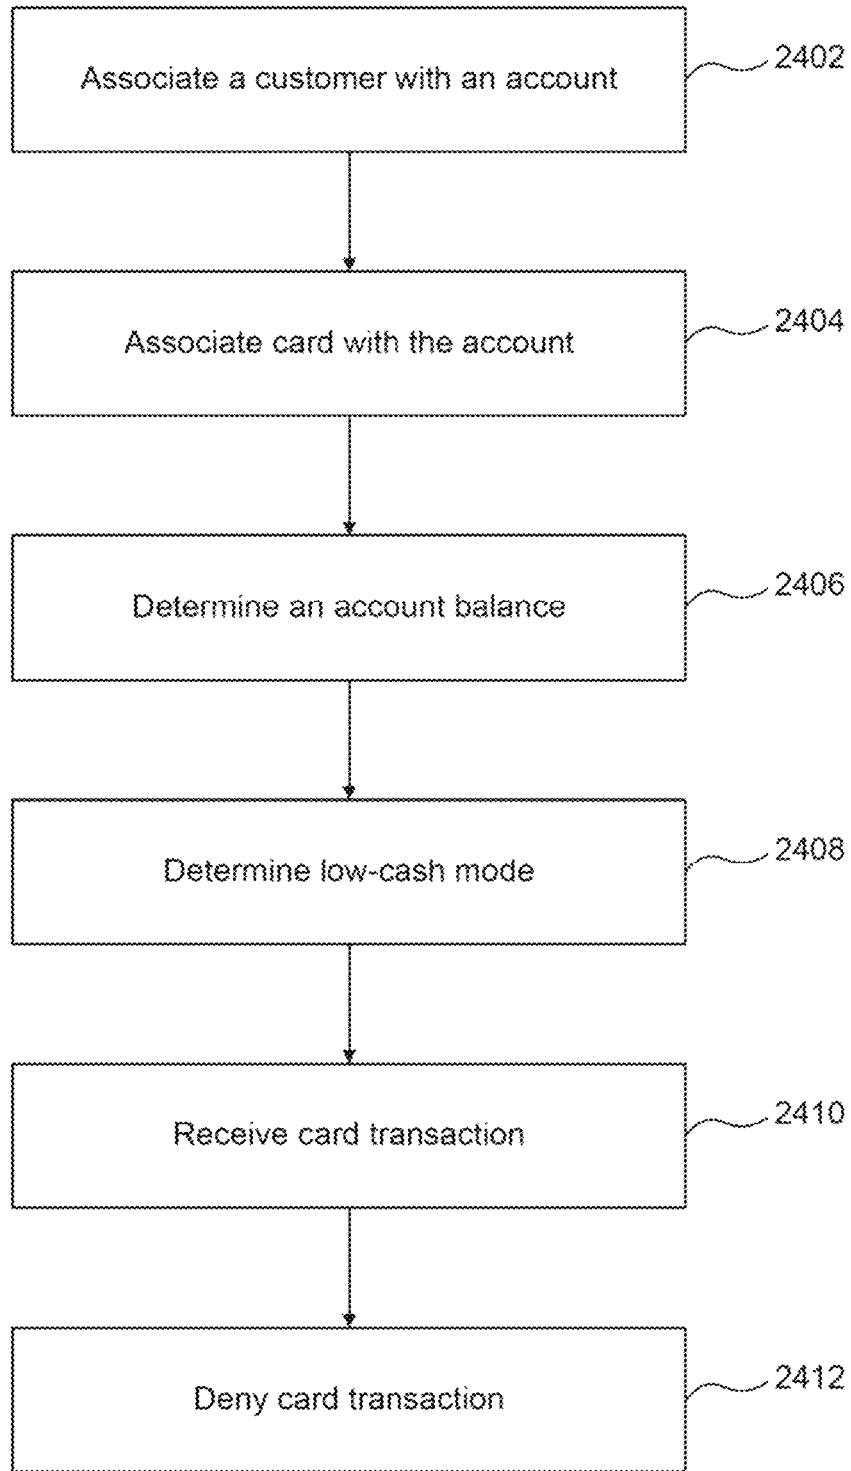 Associate a customer with an account
2402
Associate card with the account
2404
Determine an account balance
2406
Determine low-cash mode
2408
Receive card transaction
2410
Deny card transaction
2412